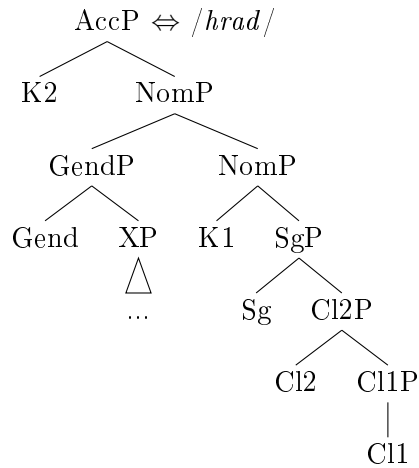 AccP ⇔ /hrad/
K2 NomP
GendP NomP
Gend XP K1 SgP
... Sg Cl2P
Cl2 Cl1P
Cl1